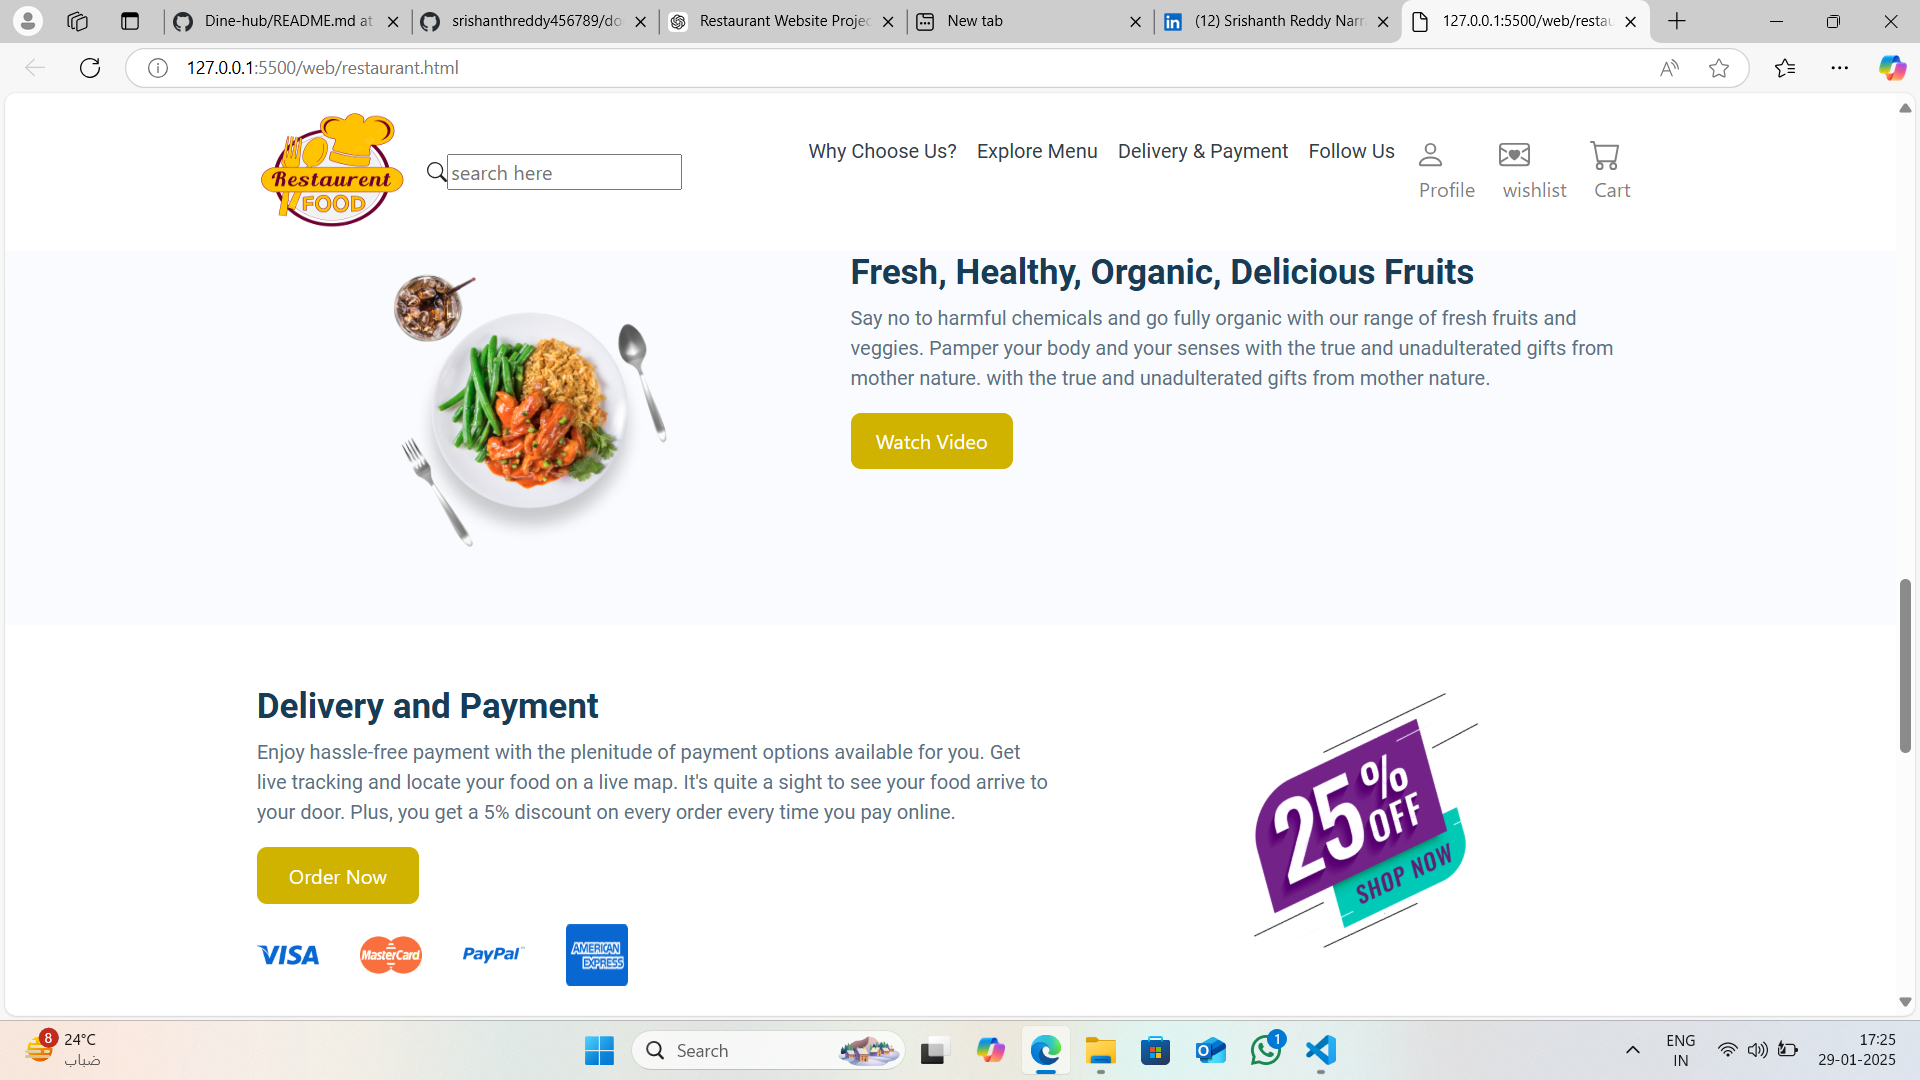 Dine-hub/README.md at
srishanthreddy456789/do
Restaurant Website Projec
New tab
(12) Srishanth Reddy Narr
127.0.0.1:5500/web/restau
127.0.0.1:5500/web/restaurant.html
Restaurent
FOOD
search here
Why Choose Us?
Explore Menu
Delivery & Payment
Follow Us
Profile
wishlist
Cart
Fresh, Healthy, Organic, Delicious Fruits
Say no to harmful chemicals and go fully organic with our range of fresh fruits and
veggies. Pamper your body and your senses with the true and unadulterated gifts from
mother nature. with the true and unadulterated gifts from mother nature.
Watch Video
Delivery and Payment
Enjoy hassle-free payment with the plenitude of payment options available for you. Get
live tracking and locate your food on a live map. It's quite a sight to see your food arrive to
your door. Plus, you get a 5% discount on every order every time you pay online.
Order Now
VISA
MasterCard
PayPal
AMERICAN
EXPRESS
25%
OFF
SHOP NOW
8
24°C
ضباب
Search
1
ENG
IN
17:25
29-01-2025